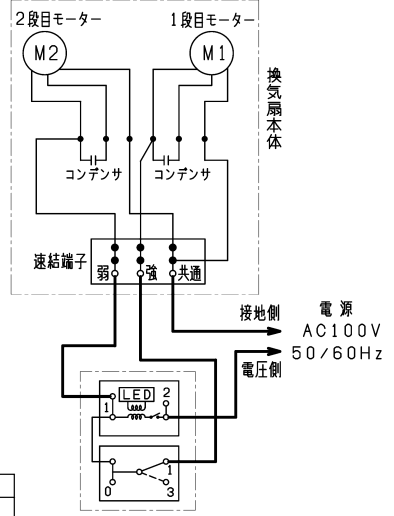 2段目モーター
1段目モーター
M2
M1
換気扇本体
コンデンサ
コンデンサ
速結端子
弱
強
共通
接地側
電源
AC100V
50/60Hz
電圧側
LED
1
2
1
0
3